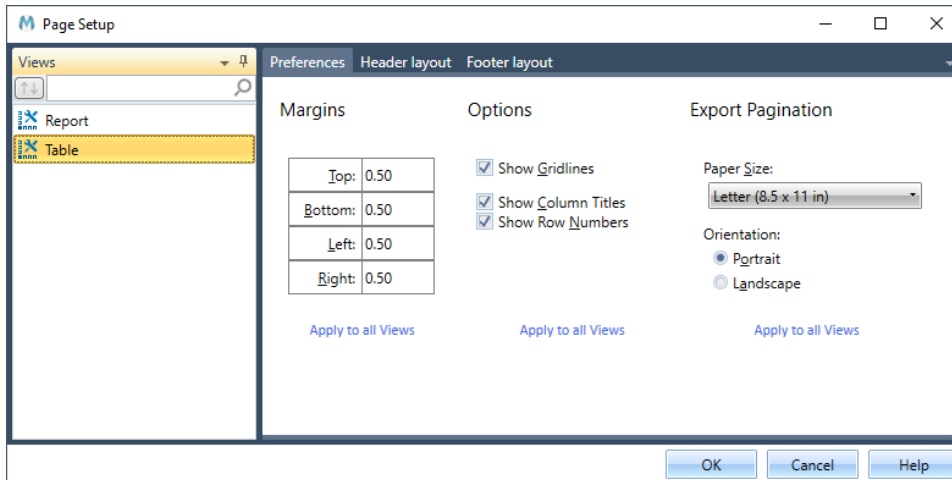 Page Setup
Views
Preferences Header layout Footer layout
Report
Table
Margins
Top: 0.50
Bottom: 0.50
Left: 0.50
Right: 0.50
Apply to all Views
Options
Show Gridlines
Show Column Titles
Show Row Numbers
Apply to all Views
Export Pagination
Paper Size:
Letter (8.5 x 11 in)
Orientation:
Portrait
Landscape
Apply to all Views
OK Cancel Help